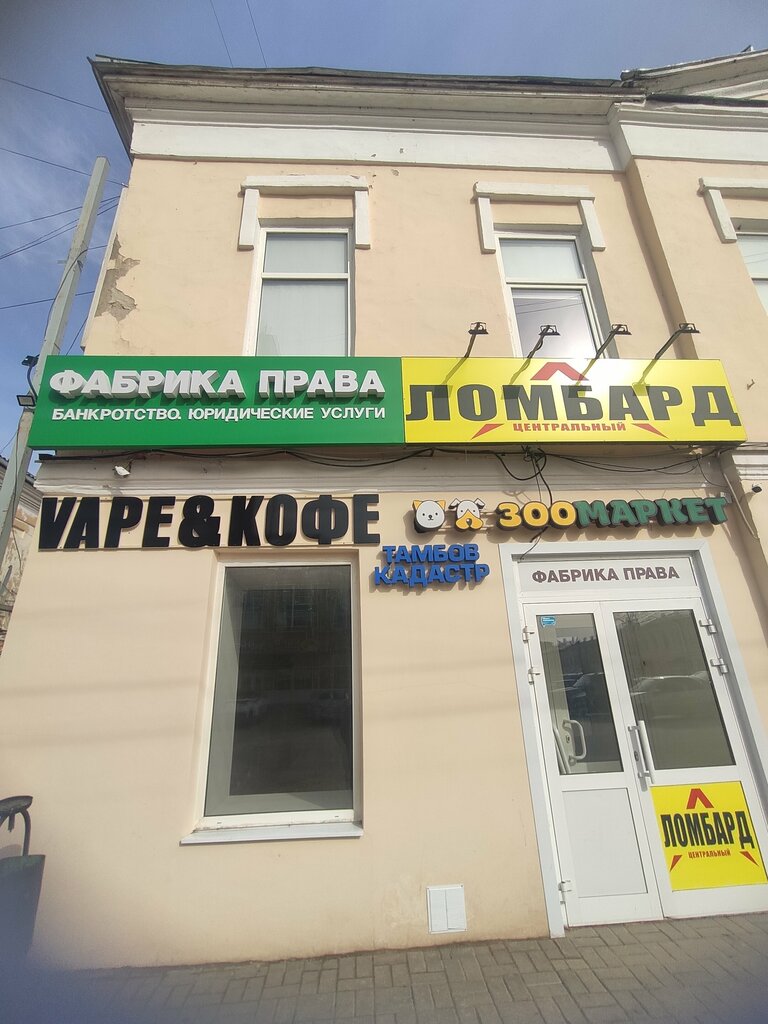 ФАБРИКА ПРАВА
БАНКРОТСТВО. ЮРИДИЧЕСКИЕ УСЛУГИ
ЛОМБАРД
ЦЕНТРАЛЬНЫЙ
VAPE&КОФЕ
ЗООМАРКЕТ
ТАМБОВ
КАДАСТР
ФАБРИКА ПРАВА
ЛОМБАРД
ЦЕНТРАЛЬНЫЙ